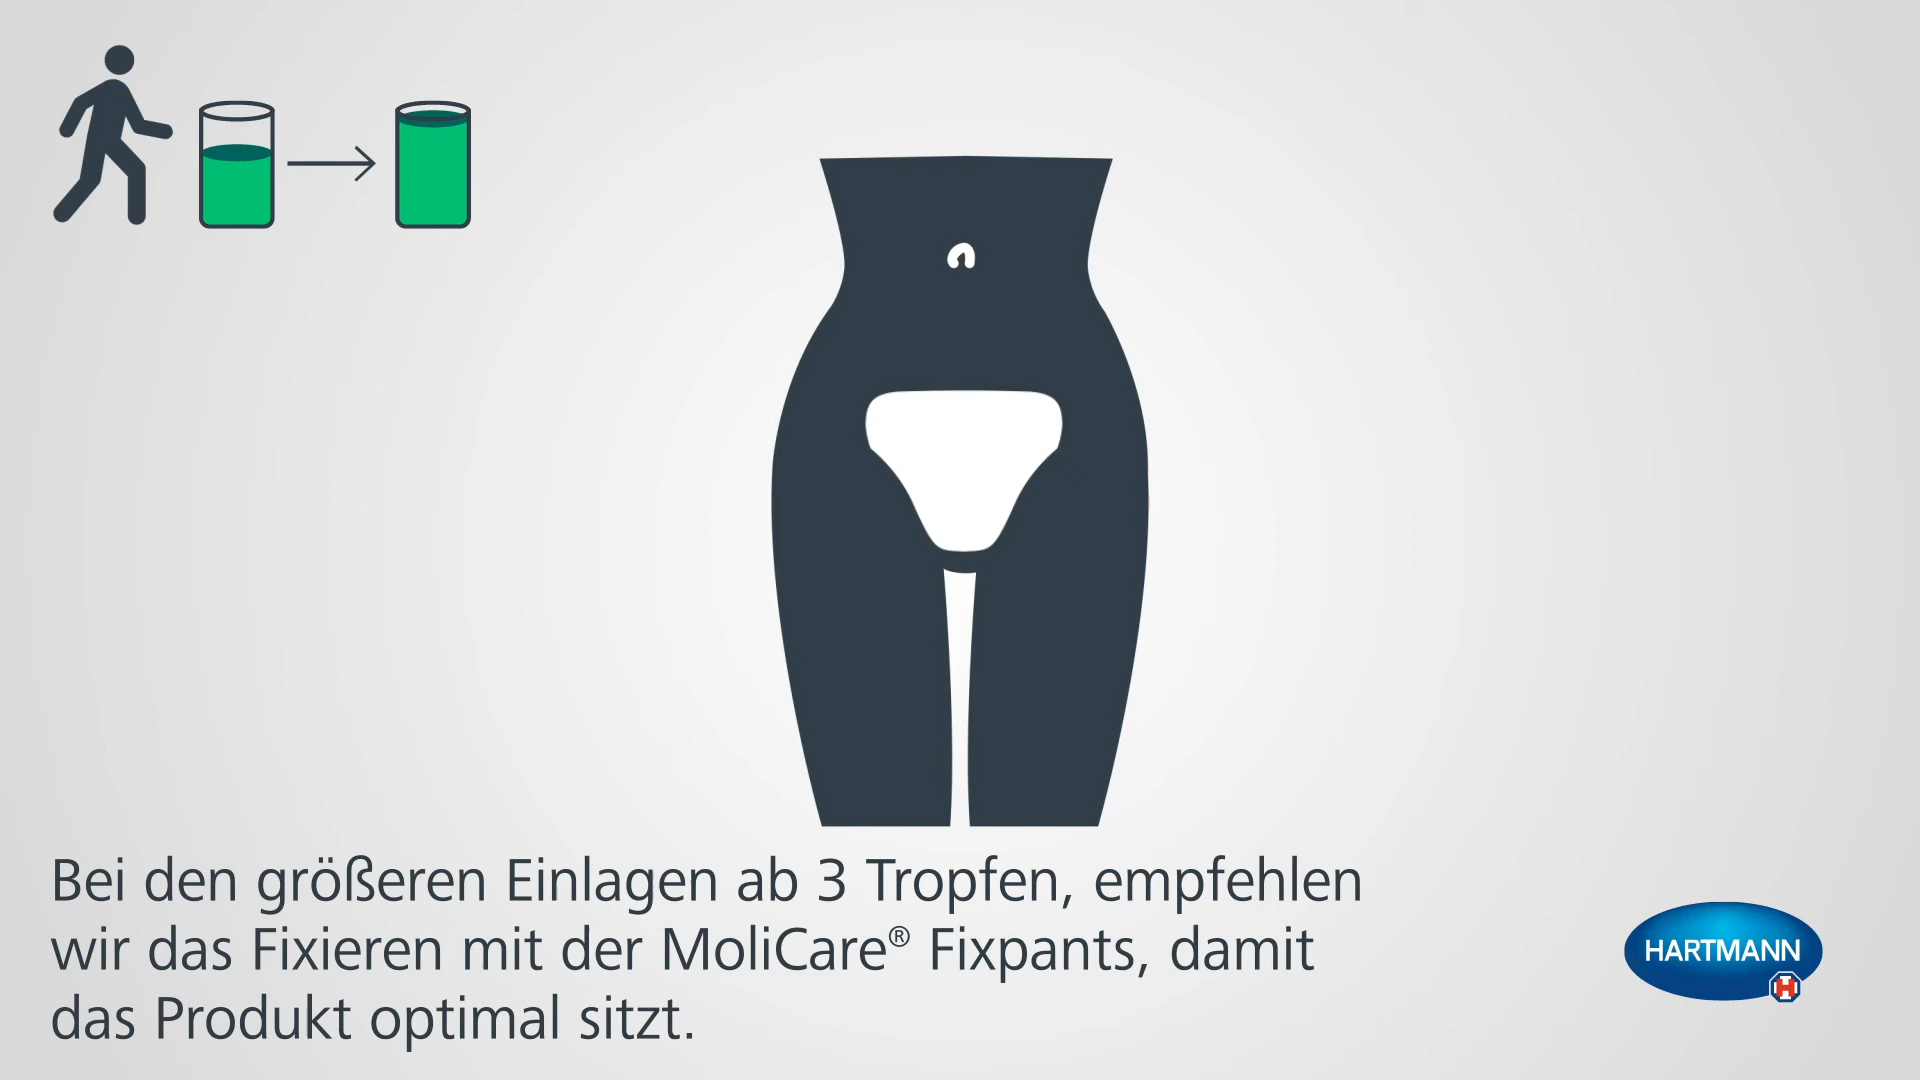 Bei den größeren Einlagen ab 3 Tropfen, empfehlen
wir das Fixieren mit der MoliCare® Fixpants, damit
das Produkt optimal sitzt.
HARTMANN
H